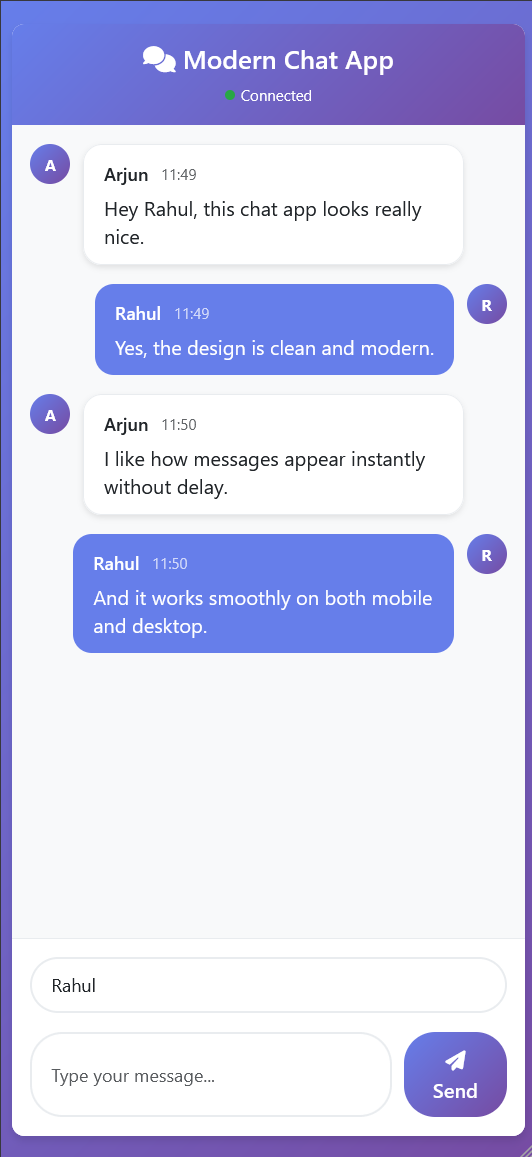 Modern Chat App
Connected
A
Arjun 11:49
Hey Rahul, this chat app looks really
nice.
Rahul 11:49
R
Yes, the design is clean and modern.
A
Arjun 11:50
I like how messages appear instantly
without delay.
Rahul 11:50
R
And it works smoothly on both mobile
and desktop.
Rahul
Type your message...
Send